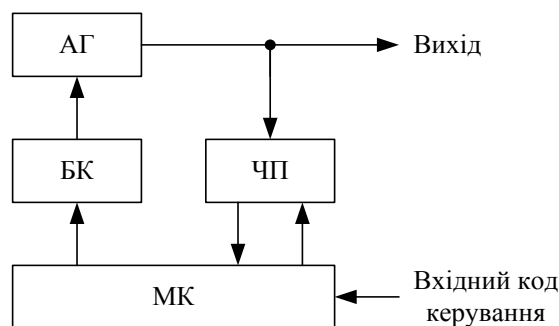 АГ
Вихід
БК
ЧП
МК
Вхідний код
керування